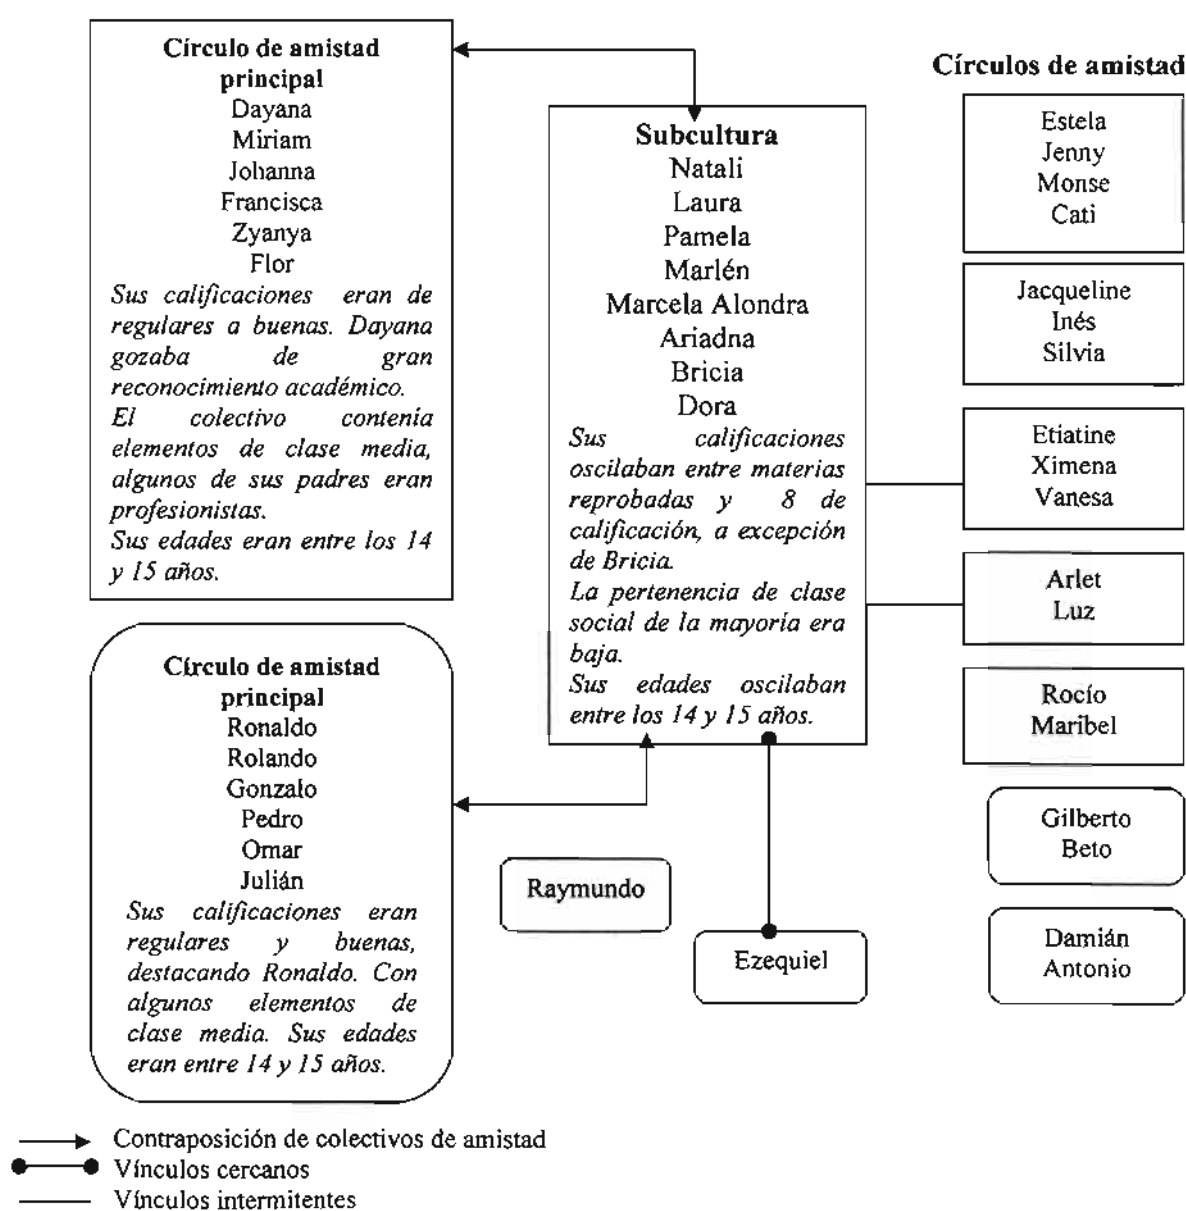 Círculo de amistad
principal
Dayana
Miriam
Johanna
Francisca
Zyanya
Flor
Sus calificaciones eran de
regulares a buenas. Dayana
gozaba de gran
reconocimiento académico.
El colectivo contenía
elementos de clase media,
algunos de sus padres eran
profesionistas.
Sus edades eran entre los 14
y 15 años.
Círculo de amistad
principal
Ronaldo
Rolando
Gonzalo
Pedro
Omar
Julián
Sus calificaciones eran
regulares y buenas,
destacando Ronaldo. Con
algunos elementos de
clase media. Sus edades
eran entre 14 y 15 años.
Subcultura
Natali
Laura
Pamela
Marlén
Marcela Alondra
Ariadna
Bricia
Dora
Sus calificaciones
oscilaban entre materias
reprobadas y 8 de
calificación, a excepción
de Bricia.
La pertenencia de clase
social de la mayoría era
baja.
Sus edades oscilaban
entre los 14 y 15 años.
Raymundo
Ezequiel
Círculos de amistad
Estela
Jenny
Monse
Cati
Jacqueline
Inés
Silvia
Etiatine
Ximena
Vanesa
Arlet
Luz
Rocío
Maribel
Gilberto
Beto
Damián
Antonio
Contraposición de colectivos de amistad
Vínculos cercanos
Vínculos intermitentes